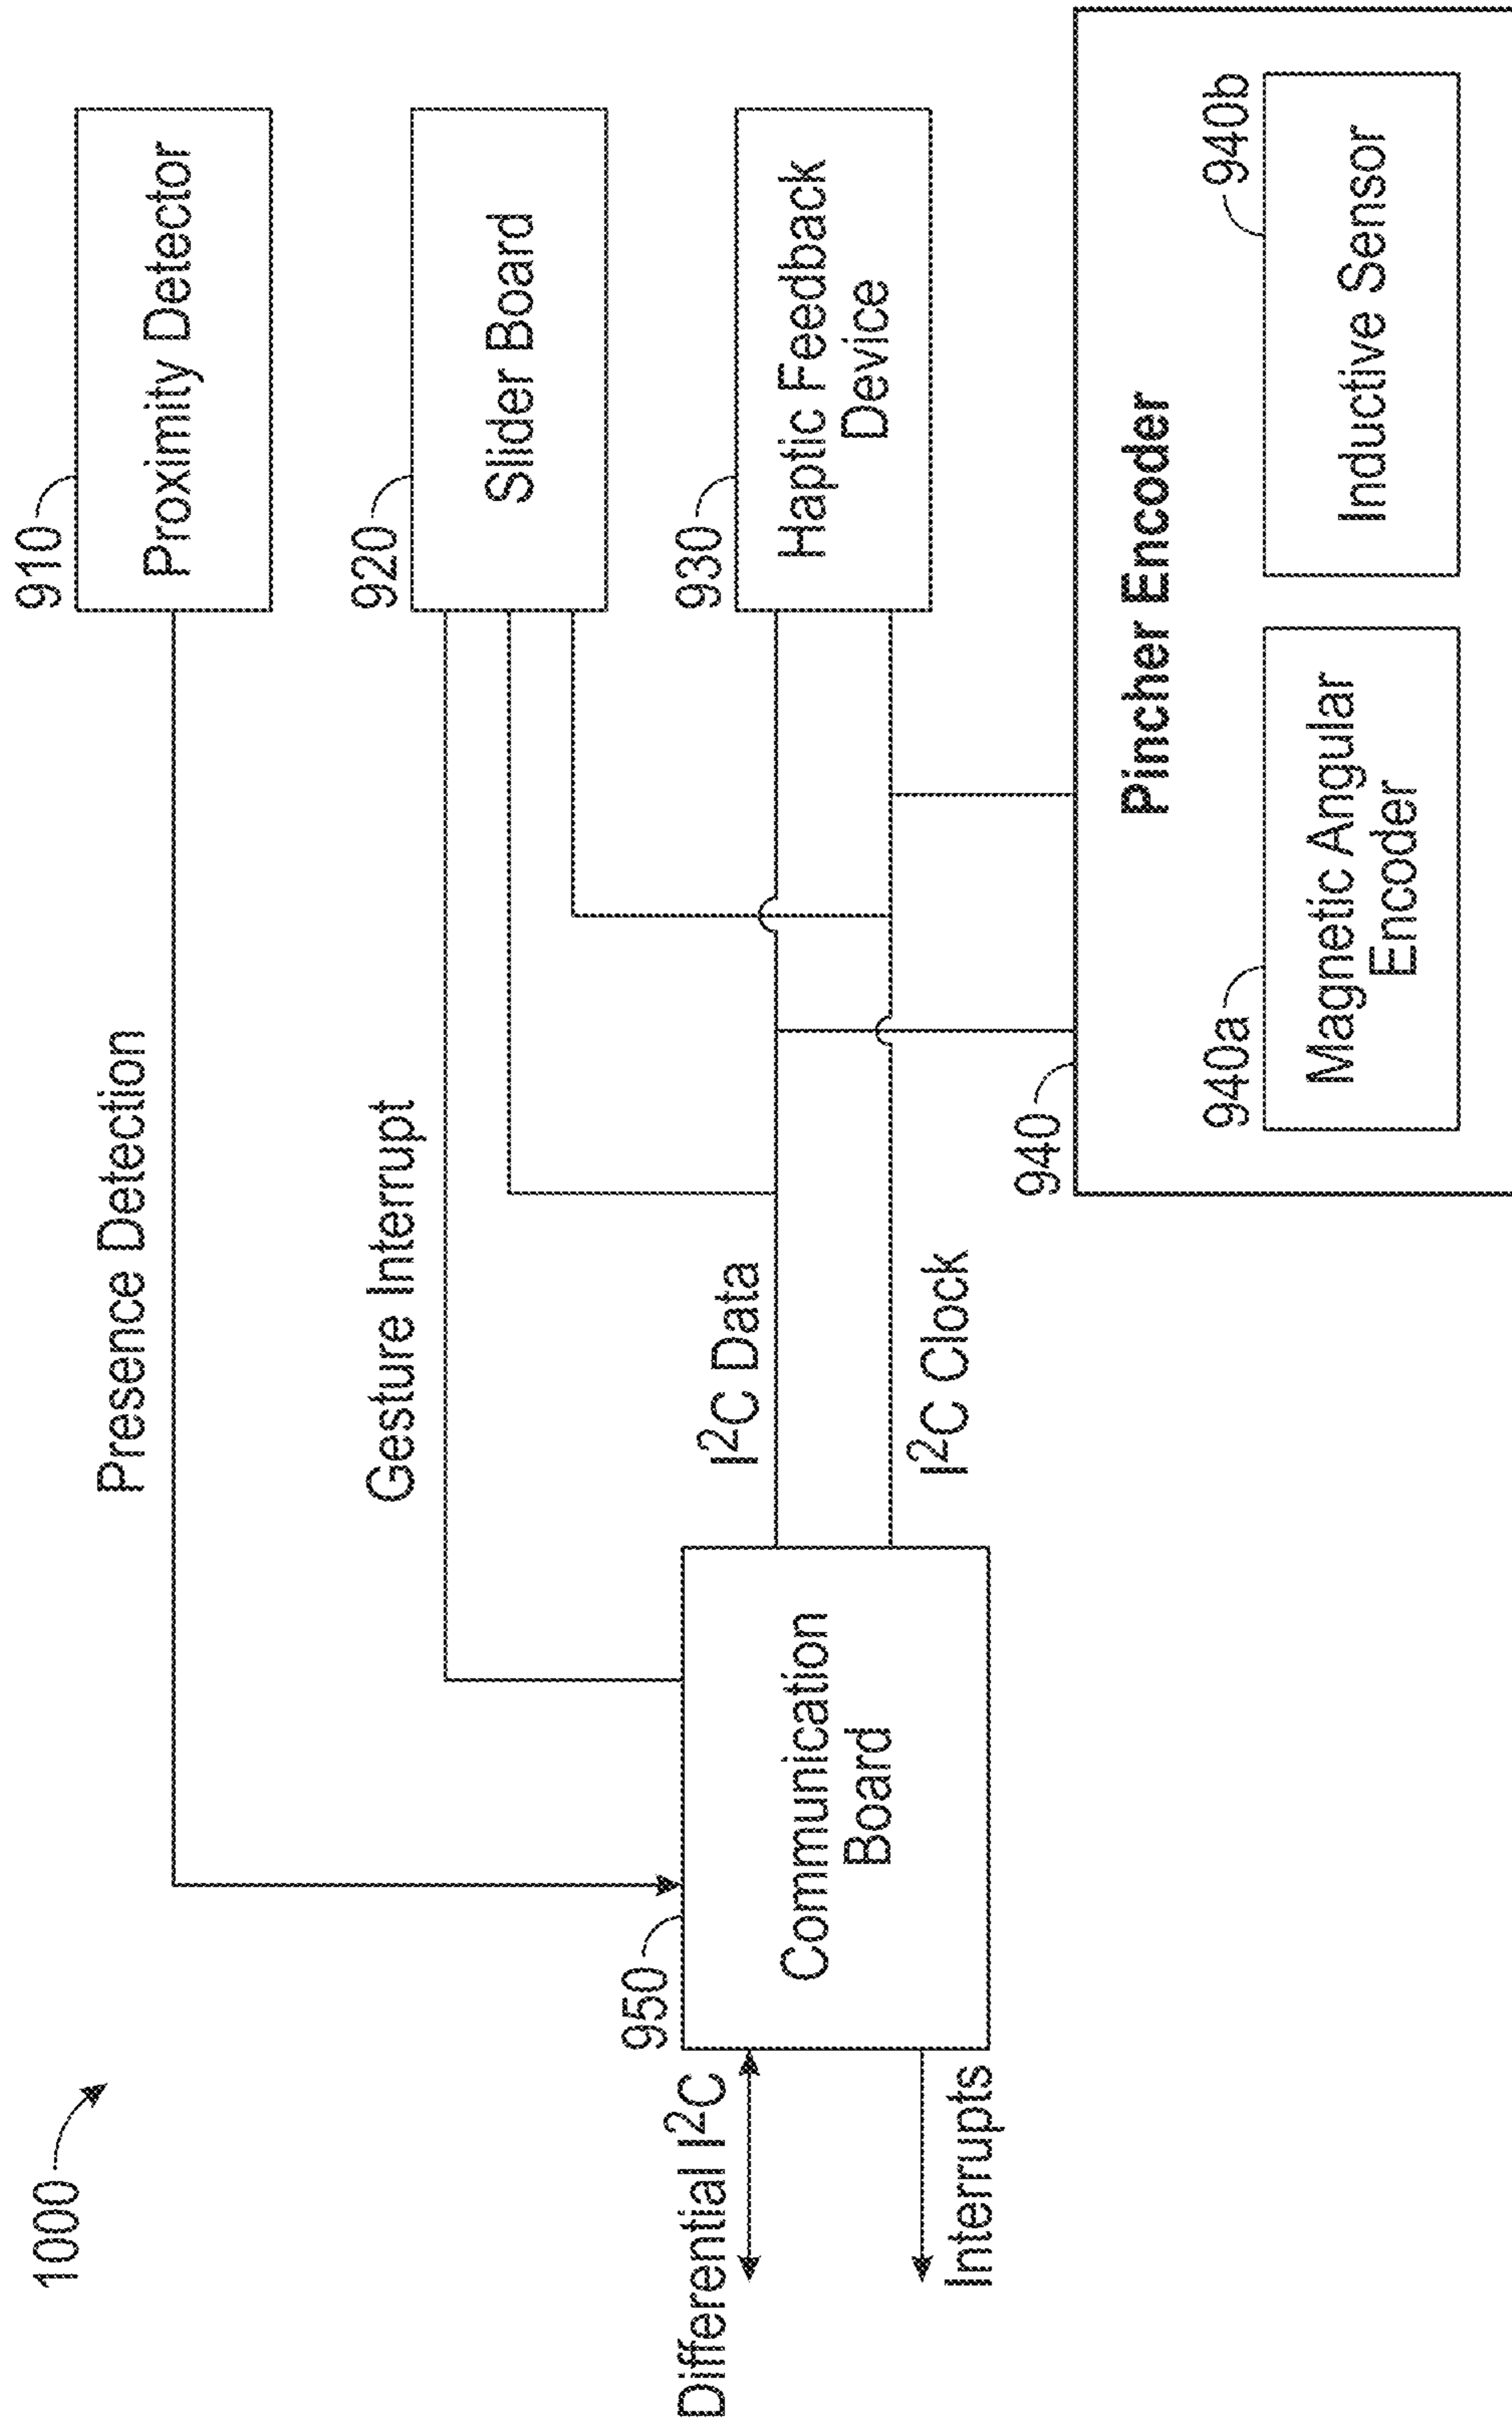 1000
910
Proximity Detector
Presence Detection
920
Slider Board
Gesture Interrupt
930
Haptic Feedback
Device
I²C Data
I²C Clock
950
Communication
Board
Differential I²C
Interrupts
940
Pincher Encoder
940a
Magnetic Angular
Encoder
940b
Inductive Sensor